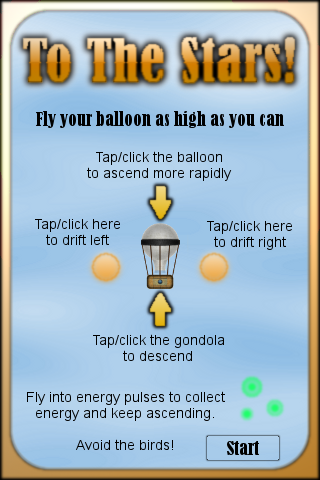 To The Stars!
Fly your balloon as high as you can
Tap/click the balloon
to ascend more rapidly
Tap/click here
to drift left
Tap/click here
to drift right
Tap/click the gondola
to descend
Fly into energy pulses to collect
energy and keep ascending.
Avoid the birds!
Start